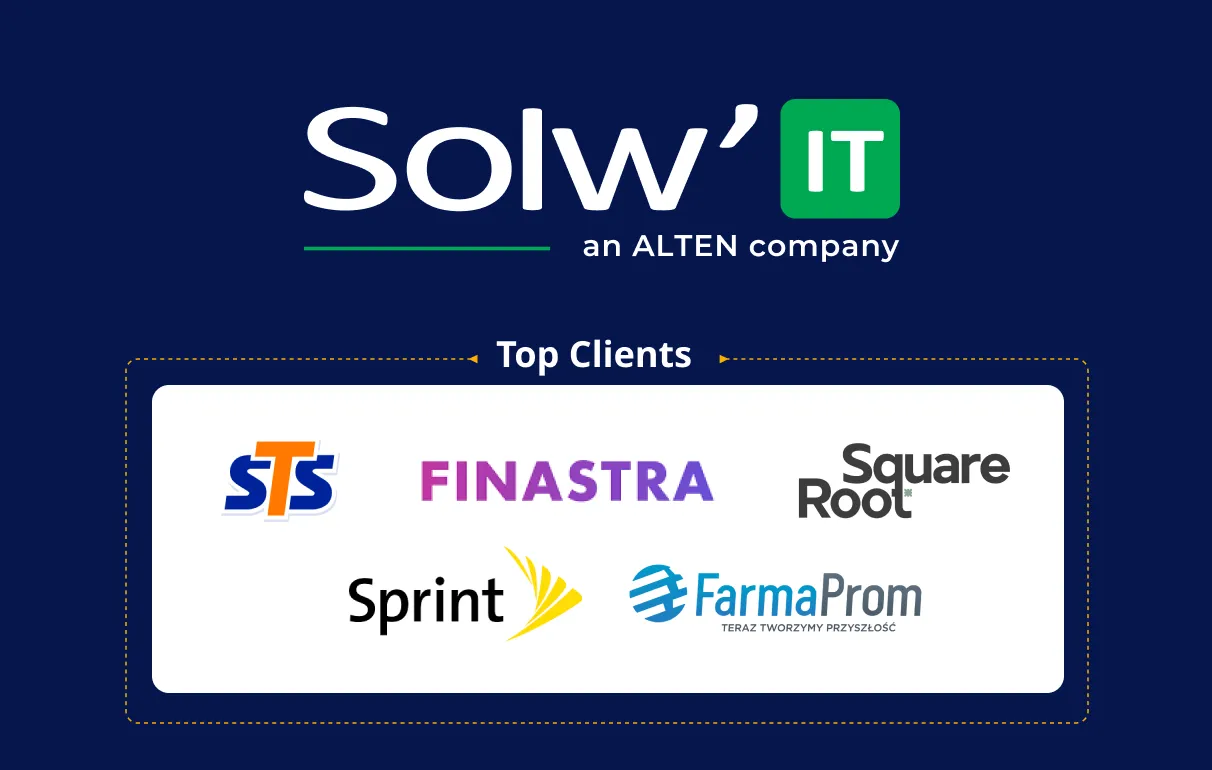 Solw’IT
an ALTEN company
Top Clients
STS
FINASTRA
Square
Root
Sprint
FarmaProm
TERAZ TWORZYMY PRZYSZŁOŚĆ